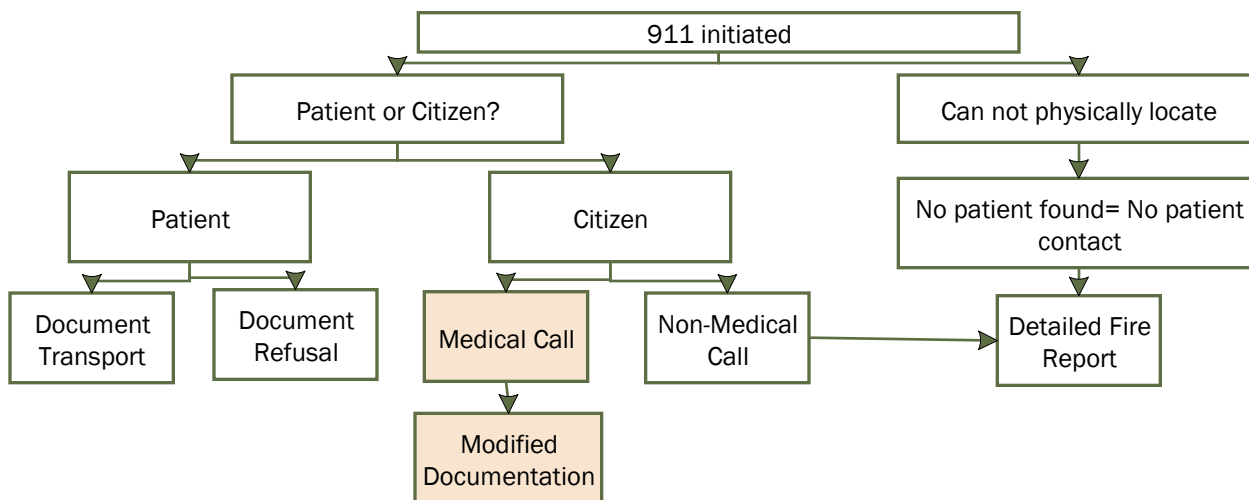 911 initiated
Patient or Citizen?
Can not physically locate
Patient
Citizen
No patient found= No patient
contact
Document
Transport
Document
Refusal
Medical Call
Non-Medical
Call
Detailed Fire
Report
Modified
Documentation